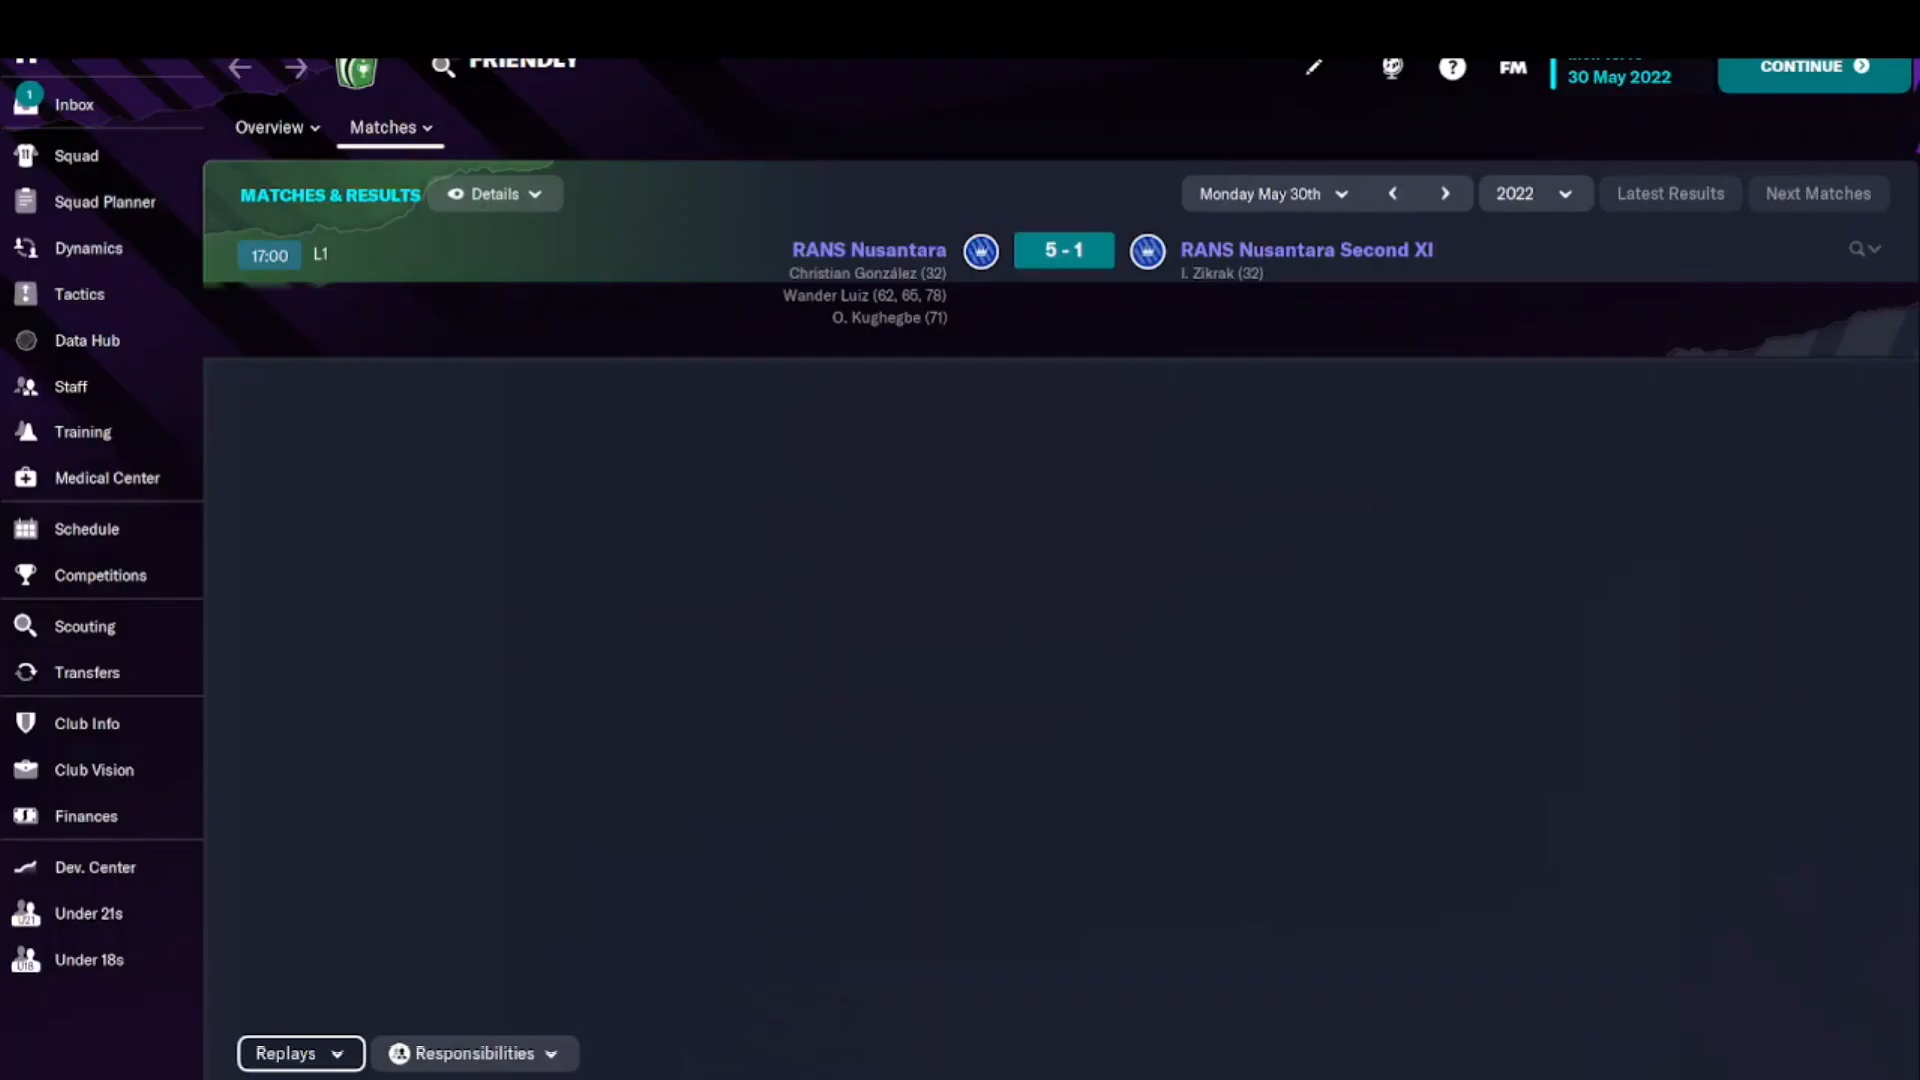 FRIENDLY
FM
30 May 2022
CONTINUE
1
Inbox
Overview
Matches
Squad
Squad Planner
Dynamics
Tactics
Data Hub
Staff
Training
Medical Center
Schedule
Competitions
Scouting
Transfers
Club Info
Club Vision
Finances
Dev. Center
Under 21s
Under 18s
MATCHES & RESULTS
Details
Monday May 30th
2022
Latest Results
Next Matches
17:00 L1 RANS Nusantara 5 - 1 RANS Nusantara Second XI
Christian González (32) I. Zikrak (32)
Wander Luiz (62, 65, 78)
O. Kughegbe (71)
Replays
Responsibilities